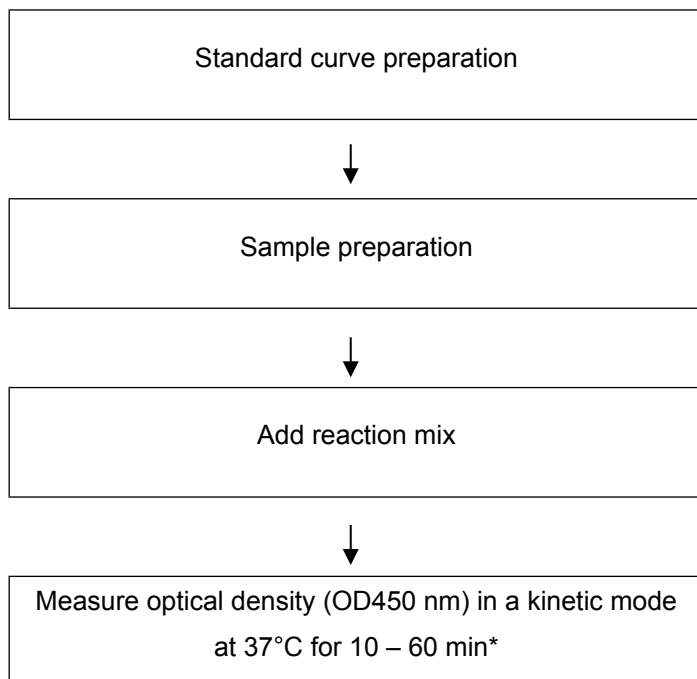 Standard curve preparation
Sample preparation
Add reaction mix
Measure optical density (OD450 nm) in a kinetic mode
at 37°C for 10 – 60 min*